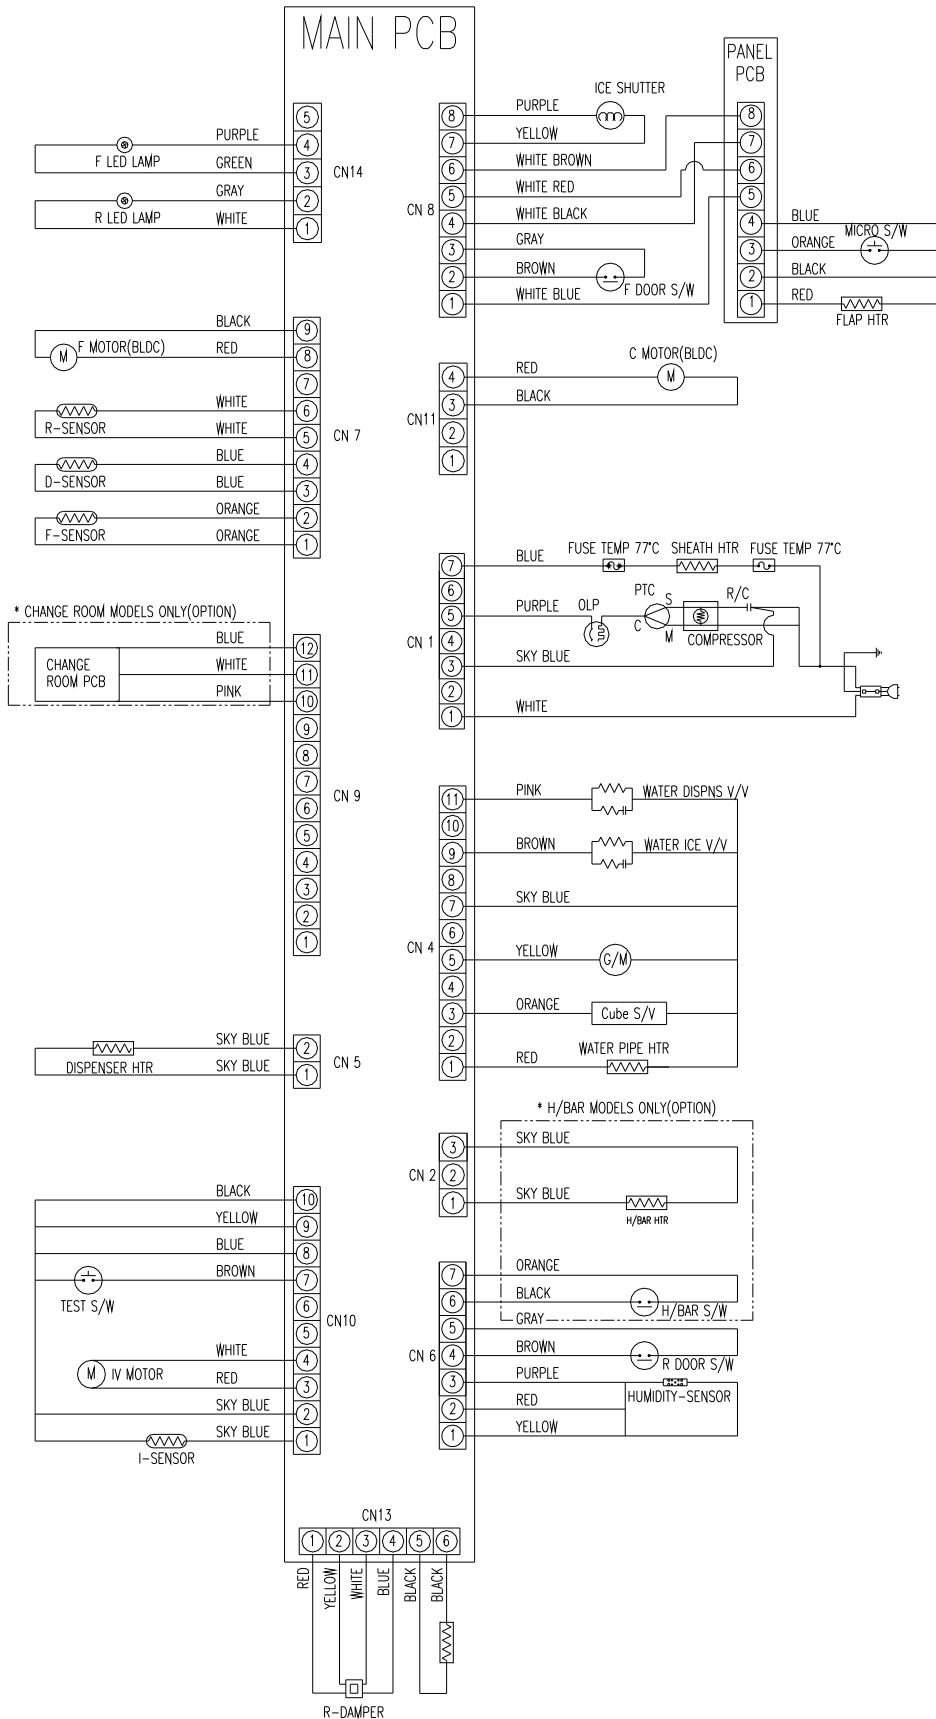 MAIN PCB
PANEL
PCB
ICE SHUTTER
5
4
3
2
1
CN14
PURPLE
F LED LAMP
GREEN
GRAY
R LED LAMP
WHITE
8
7
6
5
4
3
2
1
CN 8
PURPLE
YELLOW
WHITE BROWN
WHITE RED
WHITE BLACK
GRAY
BROWN
F DOOR S/W
WHITE BLUE
8
7
6
5
4
3
2
1
BLUE
MICRO S/W
ORANGE
BLACK
RED
FLAP HTR
BLACK
F MOTOR(BLDC)
M
RED
WHITE
R-SENSOR
WHITE
BLUE
D-SENSOR
BLUE
ORANGE
F-SENSOR
ORANGE
9
8
7
6
5
4
3
2
1
CN 7
C MOTOR(BLDC)
RED
M
BLACK
4
3
2
1
CN11
7
6
5
4
3
2
1
CN 1
BLUE
FUSE TEMP 77°C
SHEATH HTR
FUSE TEMP 77°C
PURPLE
OLP
PTC
S
C
M
R/C
COMPRESSOR
SKY BLUE
WHITE
* CHANGE ROOM MODELS ONLY(OPTION)
CHANGE
ROOM PCB
BLUE
WHITE
PINK
12
11
10
9
8
7
6
5
4
3
2
1
CN 9
11
10
9
8
7
6
5
4
3
2
1
CN 4
PINK
WATER DISPNS V/V
BROWN
WATER ICE V/V
SKY BLUE
YELLOW
G/M
ORANGE
Cube S/V
WATER PIPE HTR
RED
SKY BLUE
DISPENSER HTR
SKY BLUE
2
1
CN 5
* H/BAR MODELS ONLY(OPTION)
3
2
1
CN 2
SKY BLUE
SKY BLUE
H/BAR HTR
BLACK
YELLOW
BLUE
BROWN
TEST S/W
WHITE
M
IV MOTOR
RED
SKY BLUE
SKY BLUE
I-SENSOR
10
9
8
7
6
5
4
3
2
1
CN10
7
6
5
4
3
2
1
CN 6
ORANGE
BLACK
H/BAR S/W
GRAY
BROWN
R DOOR S/W
PURPLE
HUMIDITY-SENSOR
RED
YELLOW
CN13
1
2
3
4
5
6
RED
YELLOW
WHITE
BLUE
BLACK
BLACK
R-DAMPER